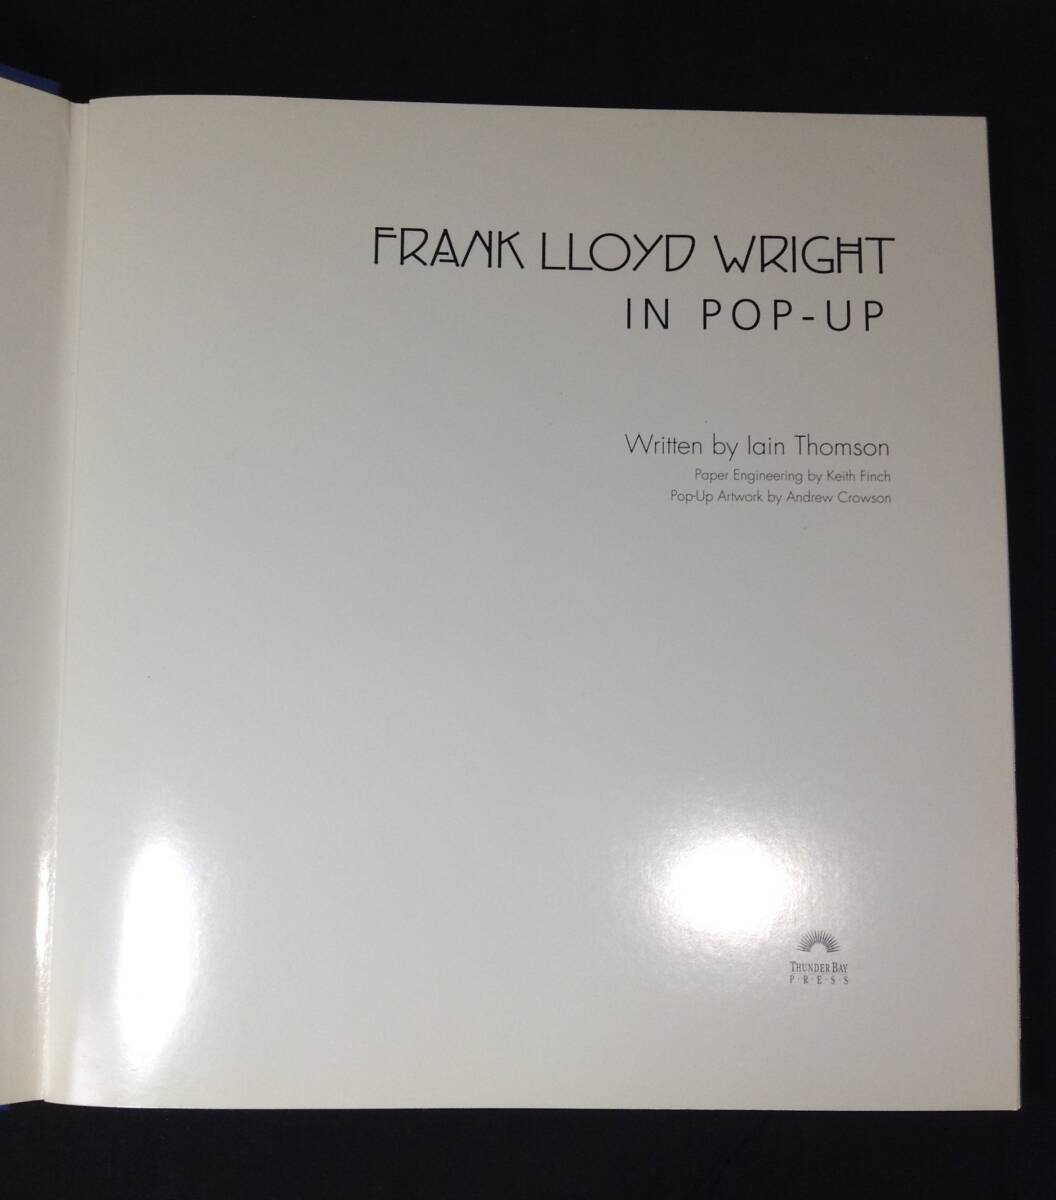 FRANK LLOYD WRIGHT
IN POP-UP
Written by Iain Thomson
Paper Engineering by Keith Finch
Pop-Up Artwork by Andrew Crowson
THUNDER BAY
P·R·E·S·S